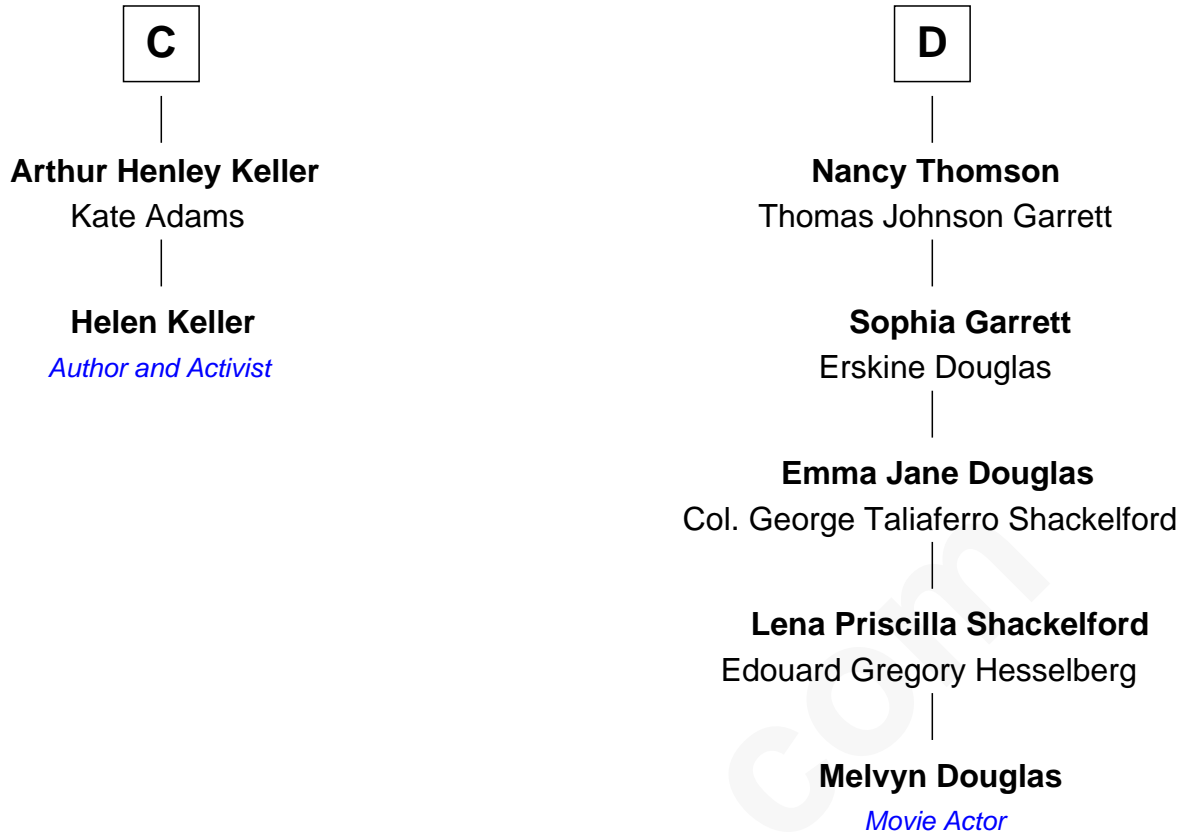 C
Arthur Henley Keller
Kate Adams
Helen Keller
Author and Activist
D
Nancy Thomson
Thomas Johnson Garrett
Sophia Garrett
Erskine Douglas
Emma Jane Douglas
Col. George Taliaferro Shackelford
Lena Priscilla Shackelford
Edouard Gregory Hesselberg
Melvyn Douglas
Movie Actor
com